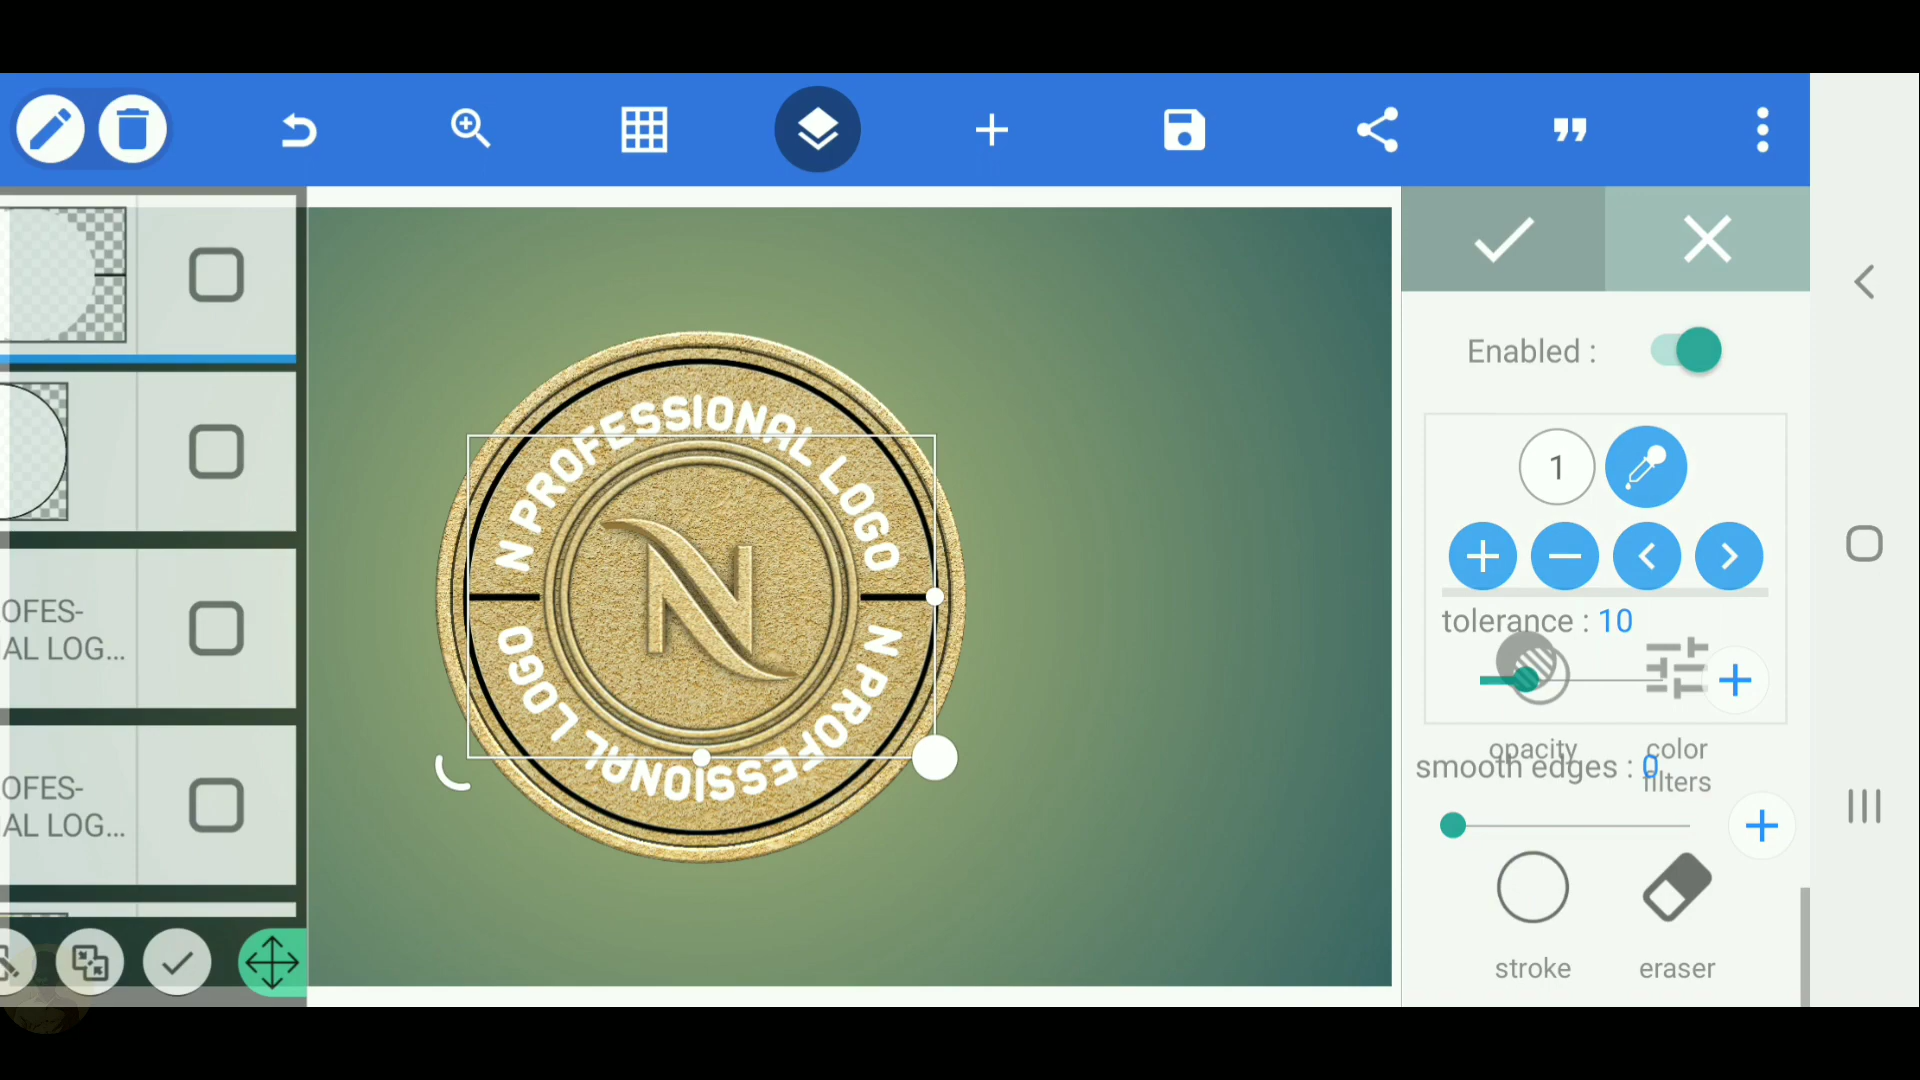 Enabled :
1
tolerance : 10
opacity
color
filters
smooth edges : 0
stroke
eraser
OFES-
AL LOG...
OFES-
AL LOG...
N PROFESSIONAL LOGO
N
N PROFESSIONAL LOGO